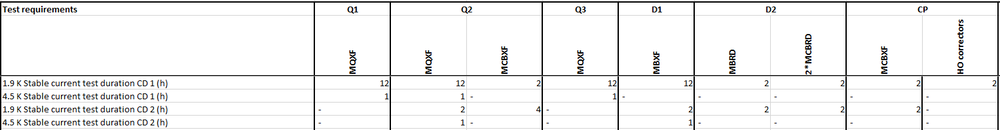 Test requirements Q1 Q2 Q3 D1 D2 CP
MQXF MQXF MCBXF MQXF MBXF MBRD 2*MCBRD MCBXF HO correctors
1.9 K Stable current test duration CD 1 (h) 12 12 2 12 12 2 2 2 2
4.5 K Stable current test duration CD 1 (h) 1 1 - 1 - - - - -
1.9 K Stable current test duration CD 2 (h) - 2 4 - 2 2 2 2 -
4.5 K Stable current test duration CD 2 (h) - 1 - - 1 - - - -